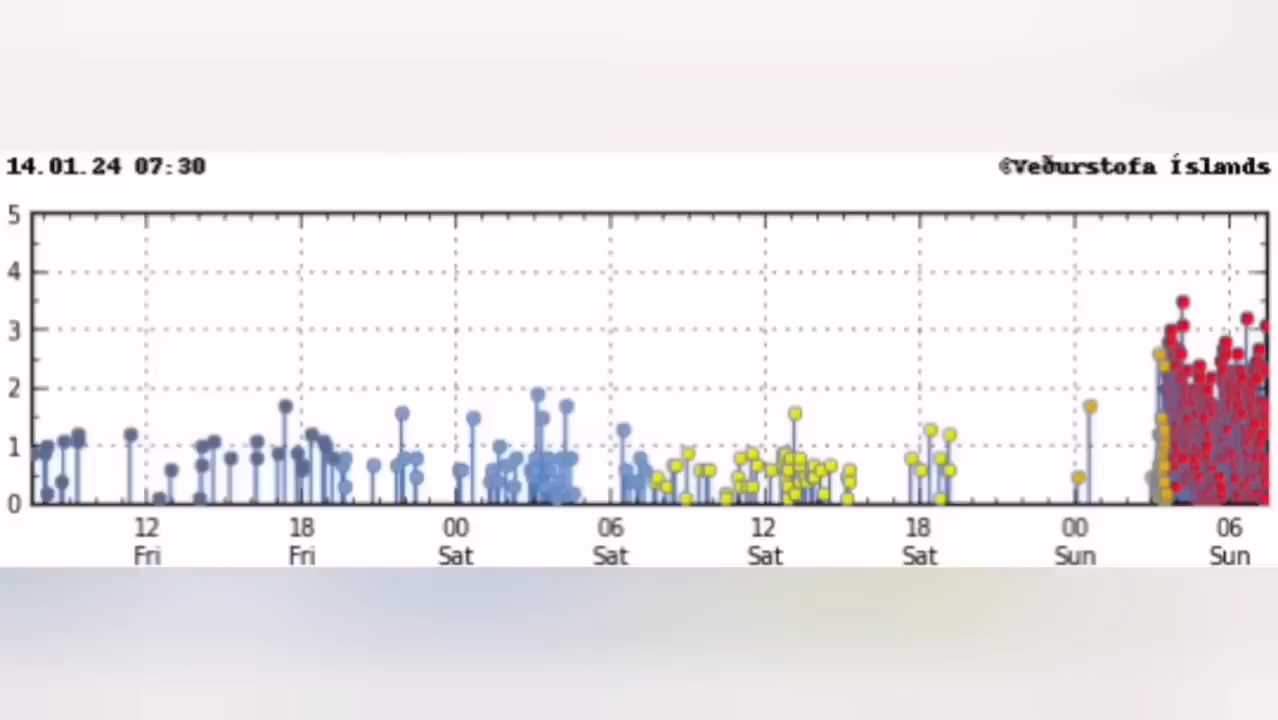 14.01.24 07:30
©Veðurstofa Íslands
5
4
3
2
1
0
12 18 00 06 12 18 00 06
Fri Fri Sat Sat Sat Sat Sun Sun